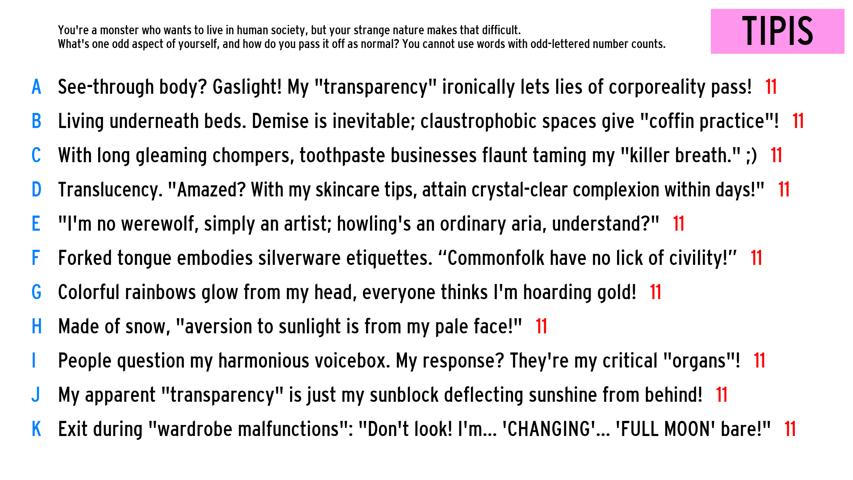 You're a monster who wants to live in human society, but your strange nature makes that difficult.
What's one odd aspect of yourself, and how do you pass it off as normal? You cannot use words with odd-lettered number counts.
TIPIS
A See-through body? Gaslight! My "transparency" ironically lets lies of corporeality pass! 11
B Living underneath beds. Demise is inevitable; claustrophobic spaces give "coffin practice"! 11
C With long gleaming chompers, toothpaste businesses flaunt taming my "killer breath." ;) 11
D Translucency. "Amazed? With my skincare tips, attain crystal-clear complexion within days!" 11
E "I'm no werewolf, simply an artist; howling's an ordinary aria, understand?" 11
F Forked tongue embodies silverware etiquettes. “Commonfolk have no lick of civility!” 11
G Colorful rainbows glow from my head, everyone thinks I'm hoarding gold! 11
H Made of snow, "aversion to sunlight is from my pale face!" 11
I People question my harmonious voicebox. My response? They're my critical "organs"! 11
J My apparent "transparency" is just my sunblock deflecting sunshine from behind! 11
K Exit during "wardrobe malfunctions": "Don't look! I'm... 'CHANGING'... 'FULL MOON' bare!" 11